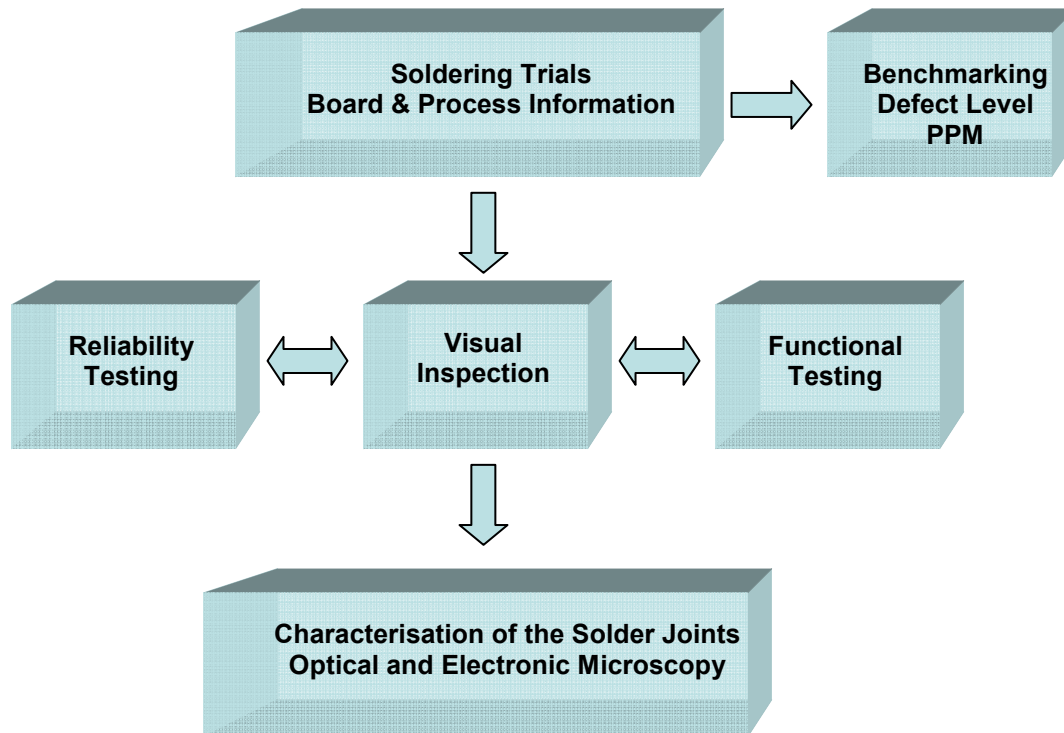 Soldering Trials
Board & Process Information
Benchmarking
Defect Level
PPM
Reliability
Testing
Visual
Inspection
Functional
Testing
Characterisation of the Solder Joints
Optical and Electronic Microscopy